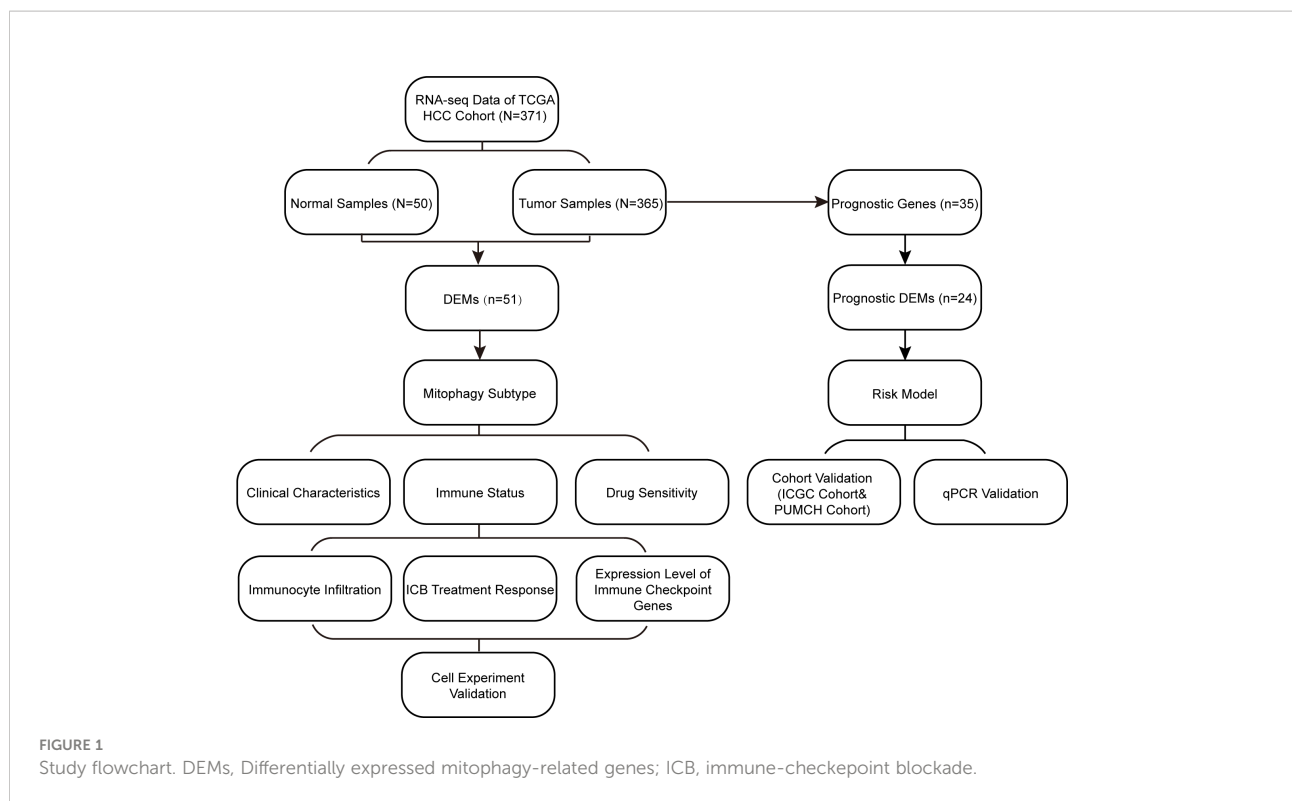 RNA-seq Data of TCGA
HCC Cohort (N=371)
Normal Samples (N=50)
Tumor Samples (N=365)
Prognostic Genes (n=35)
DEMs (n=51)
Prognostic DEMs (n=24)
Mitophagy Subtype
Risk Model
Clinical Characteristics
Immune Status
Drug Sensitivity
Cohort Validation
(ICGC Cohort&
PUMCH Cohort)
qPCR Validation
Immunocyte Infiltration
ICB Treatment Response
Expression Level of
Immune Checkpoint
Genes
Cell Experiment
Validation
FIGURE 1
Study flowchart. DEMs, Differentially expressed mitophagy-related genes; ICB, immune-checkepoint blockade.